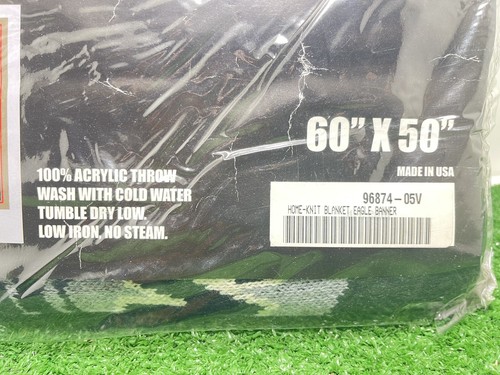 60" X 50"
MADE IN USA
100% ACRYLIC THROW
WASH WITH COLD WATER
TUMBLE DRY LOW.
LOW IRON, NO STEAM.
96874-05V
HOME-KNIT BLANKET, EAGLE BANNER